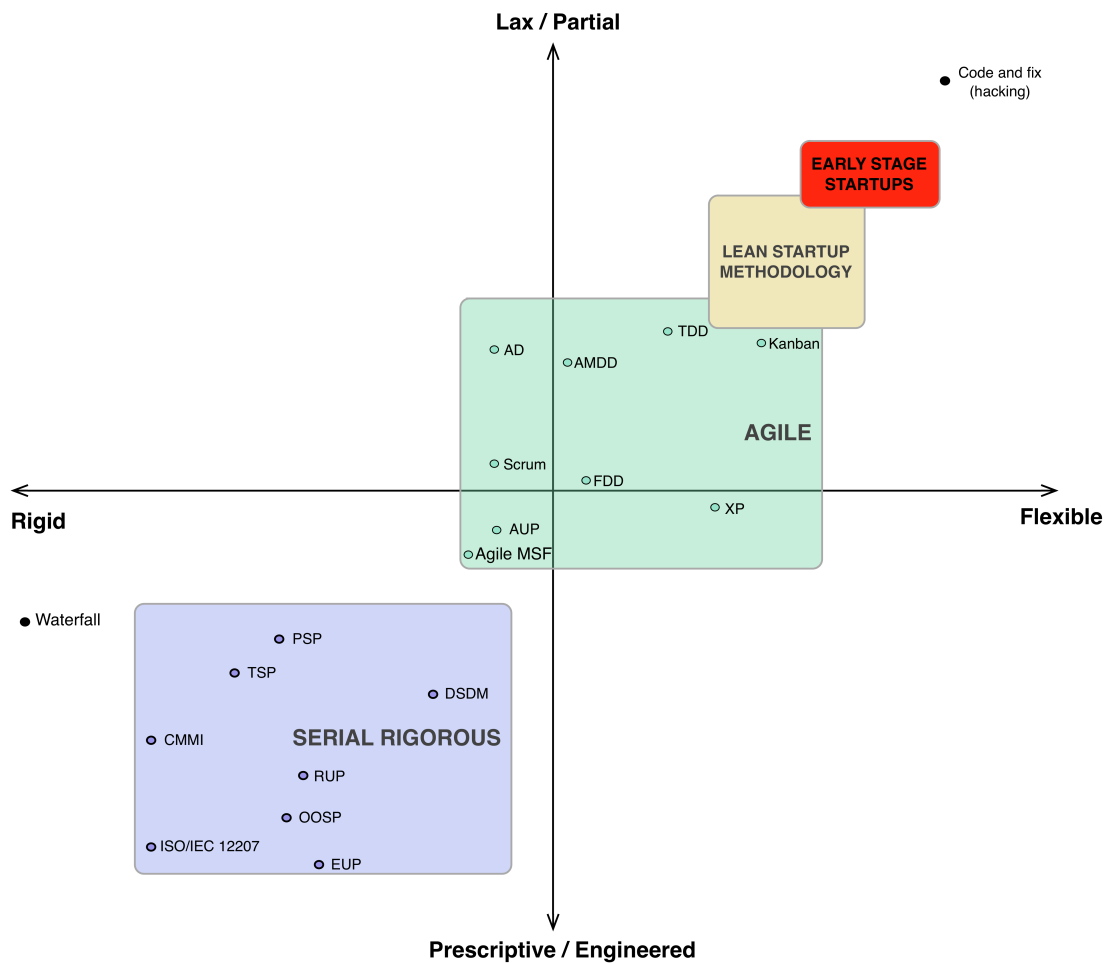 Lax / Partial
Code and fix
(hacking)
EARLY STAGE
STARTUPS
LEAN STARTUP
METHODOLOGY
TDD
Kanban
AD
AMDD
AGILE
Scrum
FDD
XP
Rigid
Flexible
AUP
Agile MSF
Waterfall
PSP
TSP
DSDM
CMMI
SERIAL RIGOROUS
RUP
OOSP
ISO/IEC 12207
EUP
Prescriptive / Engineered